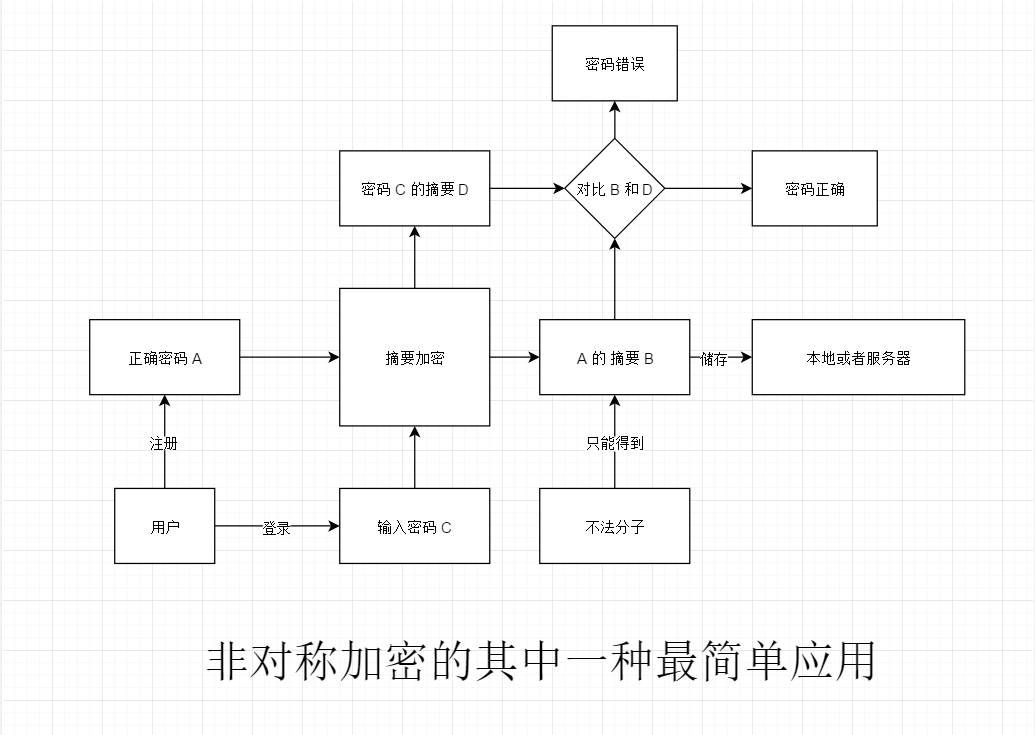 密码错误
密码 C 的摘要 D
对比 B 和 D
密码正确
正确密码 A
摘要加密
A 的 摘要 B
储存
本地或者服务器
注册
只能得到
用户
登录
输入密码 C
不法分子
非对称加密的其中一种最简单应用